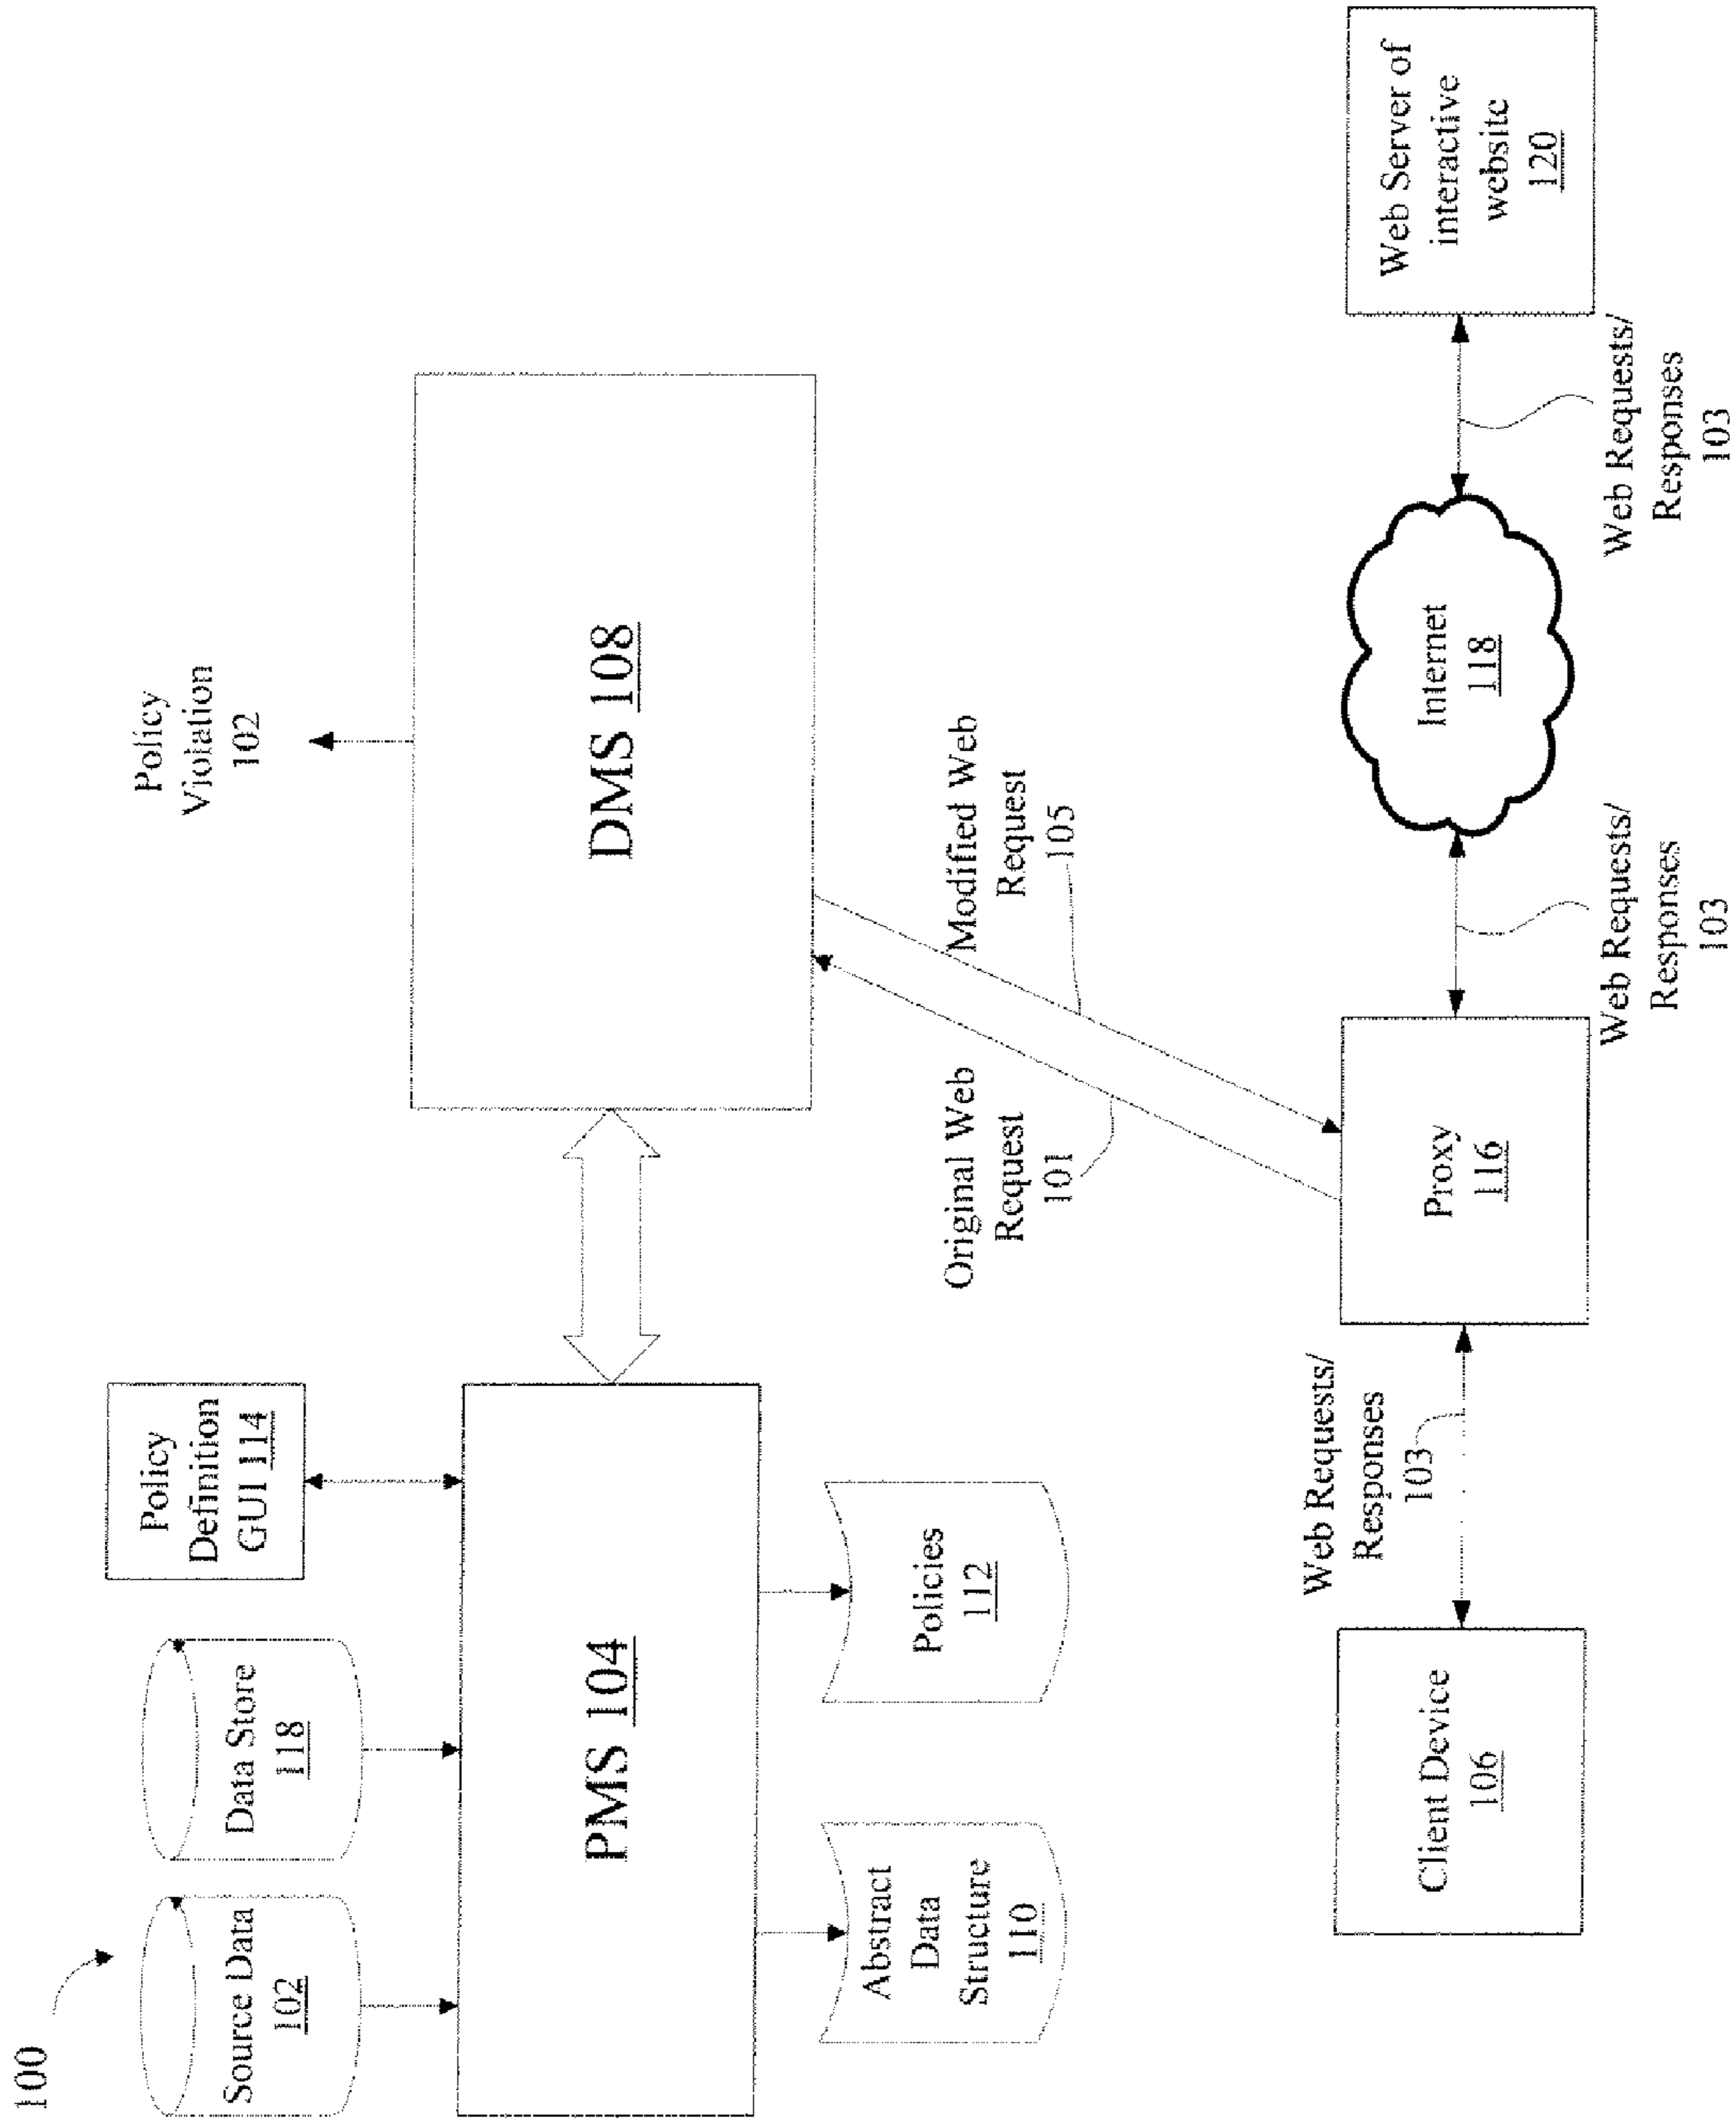 100
Source Data
102
Data Store
118
Policy
Definition
GUI 114
Policy
Violation
102
PMS 104
DMS 108
Abstract
Data
Structure
110
Policies
112
Original Web
Request
101
Modified Web
Request
105
Client Device
106
Web Requests/
Responses
103
Proxy
116
Web Requests/
Responses
103
Internet
118
Web Requests/
Responses
103
Web Server of
interactive
website
120